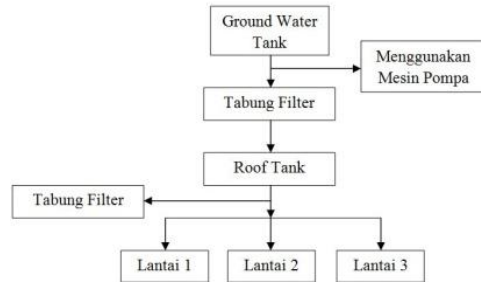 Ground Water
Tank
Menggunakan
Mesin Pompa
Tabung Filter
Roof Tank
Tabung Filter
Lantai 1
Lantai 2
Lantai 3